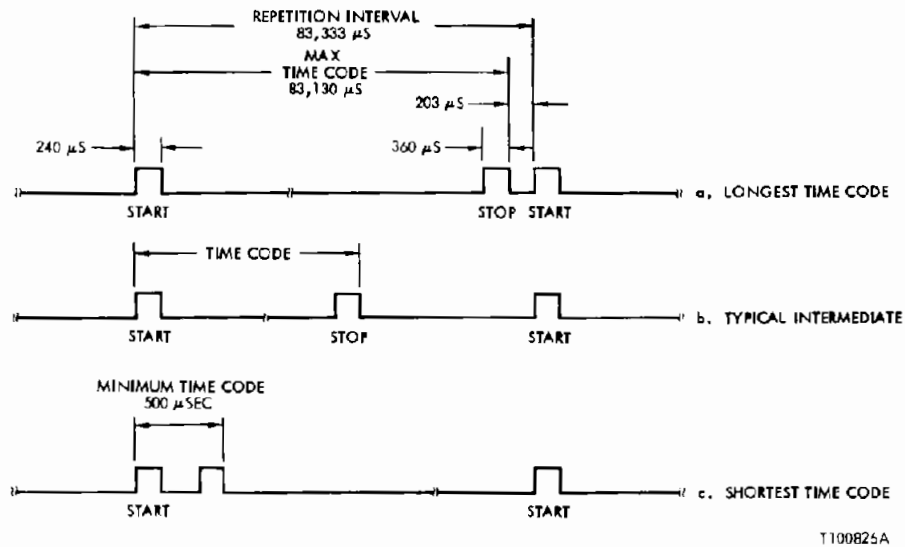 REPETITION INTERVAL
83,333 µS
MAX
TIME CODE
83,130 µS
203 µS
240 µS
360 µS
START
STOP
START
a. LONGEST TIME CODE
TIME CODE
START
STOP
START
b. TYPICAL INTERMEDIATE
MINIMUM TIME CODE
500 µSEC
START
START
c. SHORTEST TIME CODE
T100825A